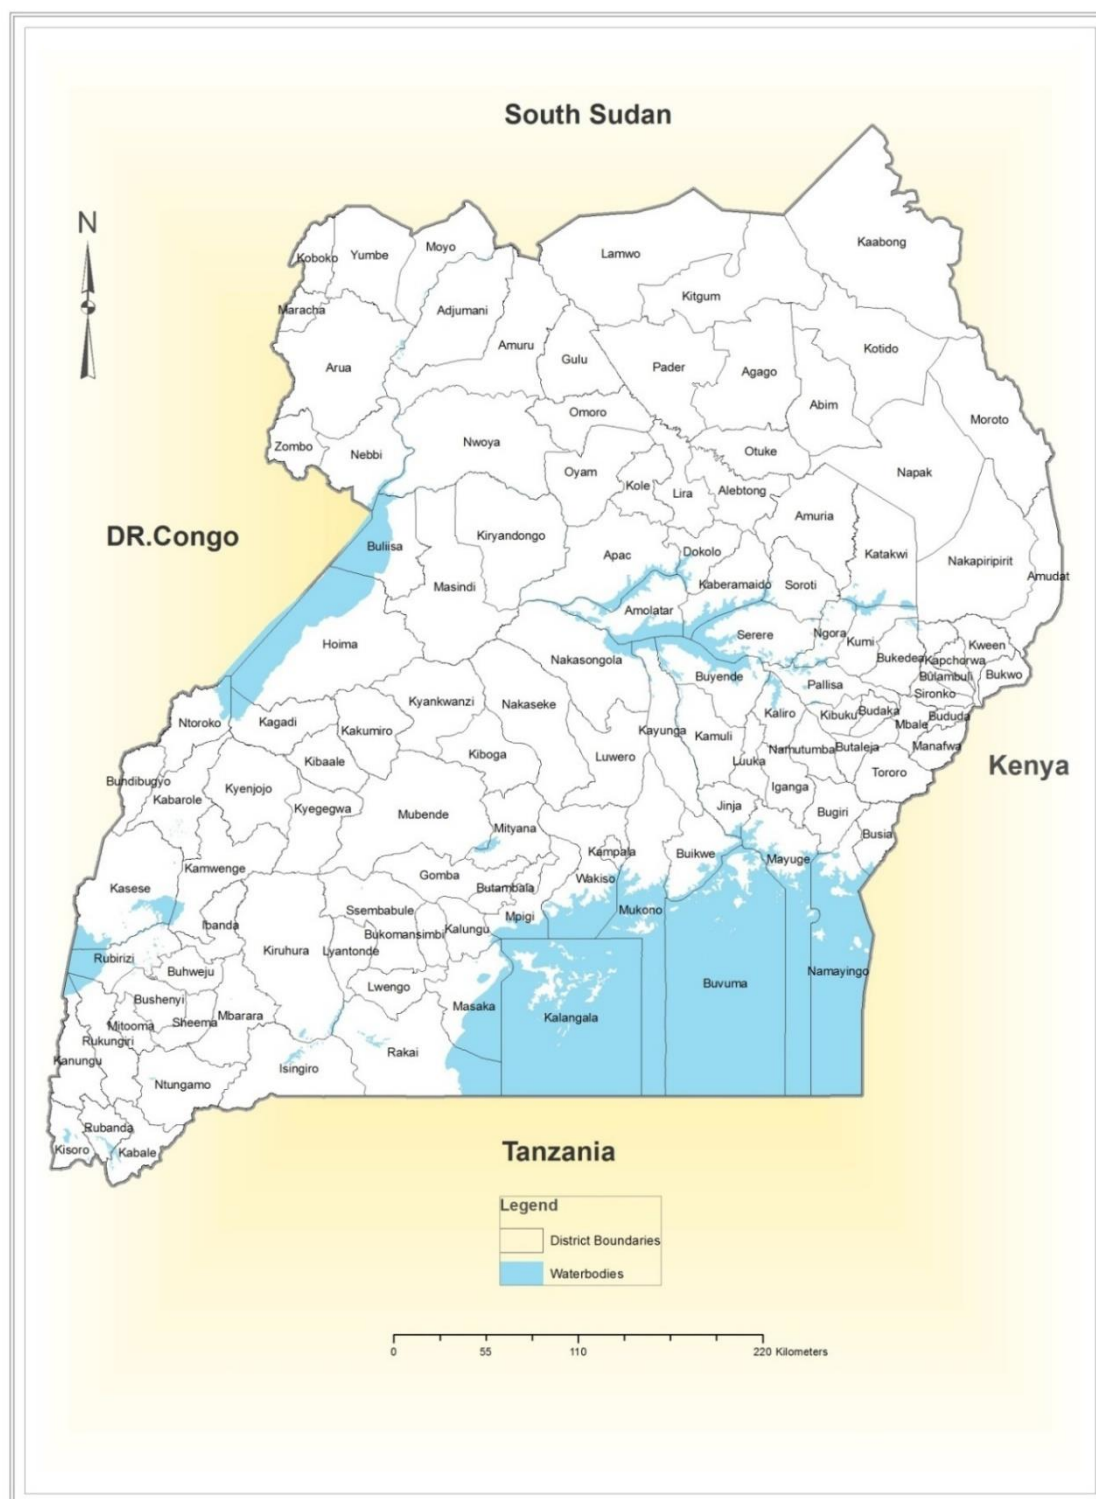 South Sudan
N
Kaabong
Moyo
Lamwo
Yumbe
Koboko
Kitgum
Maracha
Adjumani
Amuru
Kotido
Gulu
Pader
Arua
Agago
Abim
Omoro
Moroto
Nwoya
Zombo
Nebbi
Otuke
Oyam
Napak
Kole
Lira
Alebtong
Amuria
DR.Congo
Kiryandongo
Buliisa
Apac
Dokolo
Katakwi
Nakapiripirit
Amudat
Masindi
Kaberamaido
Soroti
Amolatar
Serere
Ngora
Kumi
Hoima
Kween
Nakasongola
Bukedea
Kapchorwa
Bukwo
Bulambuli
Buyende
Pallisa
Sironko
Kyankwanzi
Nakaseke
Ntoroko
Kagadi
Kaliro
Kibuku
Budaka
Bududa
Mbale
Kakumiro
Kayunga
Kamuli
Manafwa
Kiboga
Luwero
Namutumba
Butaleja
Kibaale
Luuka
Kenya
Tororo
Bundibugyo
Kyenjojo
Iganga
Kabarole
Kyegegwa
Mubende
Jinja
Bugiri
Mityana
Busia
Kampala
Buikwe
Mayuge
Kamwenge
Gomba
Wakiso
Kasese
Butambala
Ssembabule
Mukono
Mpigi
Ibanda
Kalungu
Bukomansimbi
Kiruhura
Lyantonde
Rubirizi
Buhweju
Namayingo
Buvuma
Lwengo
Bushenyi
Masaka
Kalangala
Mbarara
Sheema
Mitooma
Rukungiri
Rakai
Kanungu
Isingiro
Ntungamo
Rubanda
Kisoro
Kabale
Tanzania
Legend
District Boundaries
Waterbodies
0 55 110 220 Kilometers